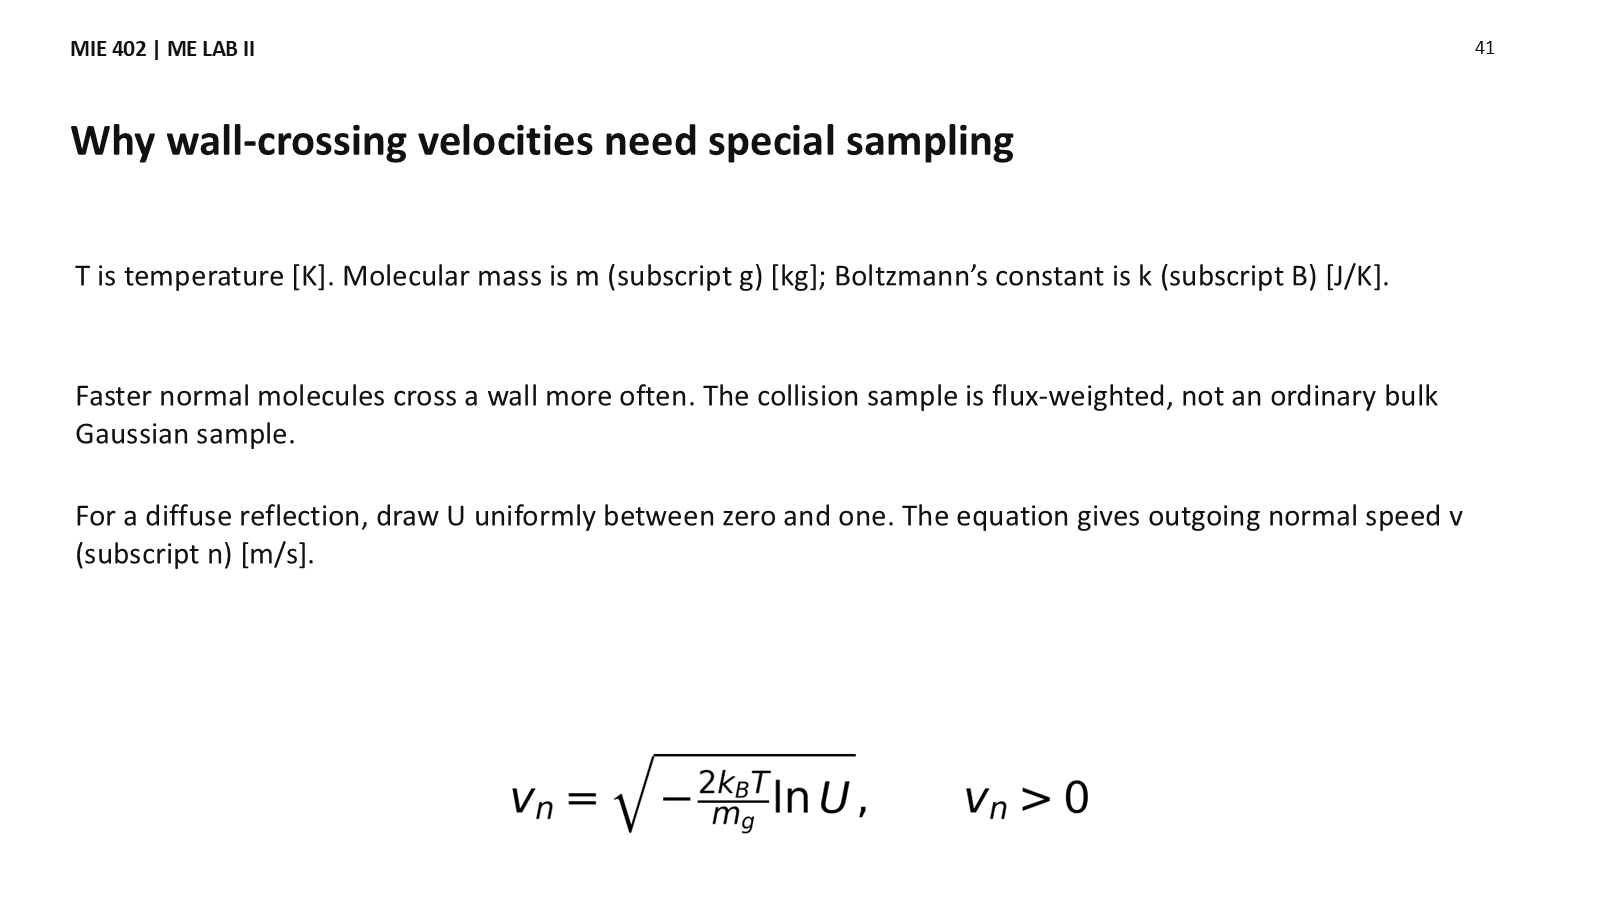 MIE 402 | ME LAB II
41
Why wall-crossing velocities need special sampling
T is temperature [K]. Molecular mass is m (subscript g) [kg]; Boltzmann’s constant is k (subscript B) [J/K].
Faster normal molecules cross a wall more often. The collision sample is flux-weighted, not an ordinary bulk
Gaussian sample.
For a diffuse reflection, draw U uniformly between zero and one. The equation gives outgoing normal speed v
(subscript n) [m/s].
vₙ = √(−(2k_BT/m_g) ln U), vₙ > 0